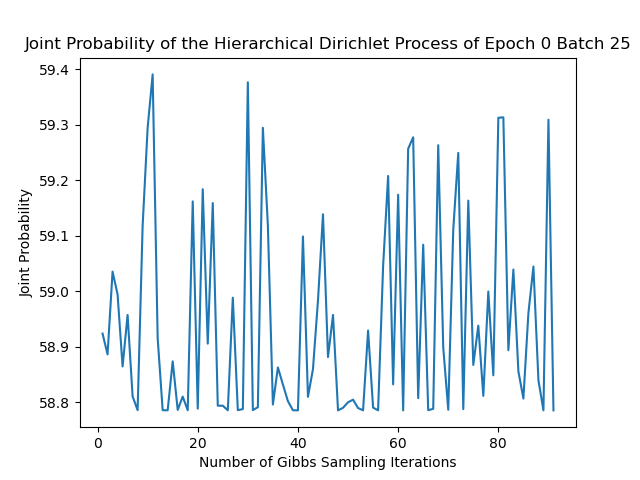 Joint Probability of the Hierarchical Dirichlet Process of Epoch 0 Batch 25
59.4
59.3
59.2
59.1
59.0
58.9
58.8
Joint Probability
0 20 40 60 80
Number of Gibbs Sampling Iterations